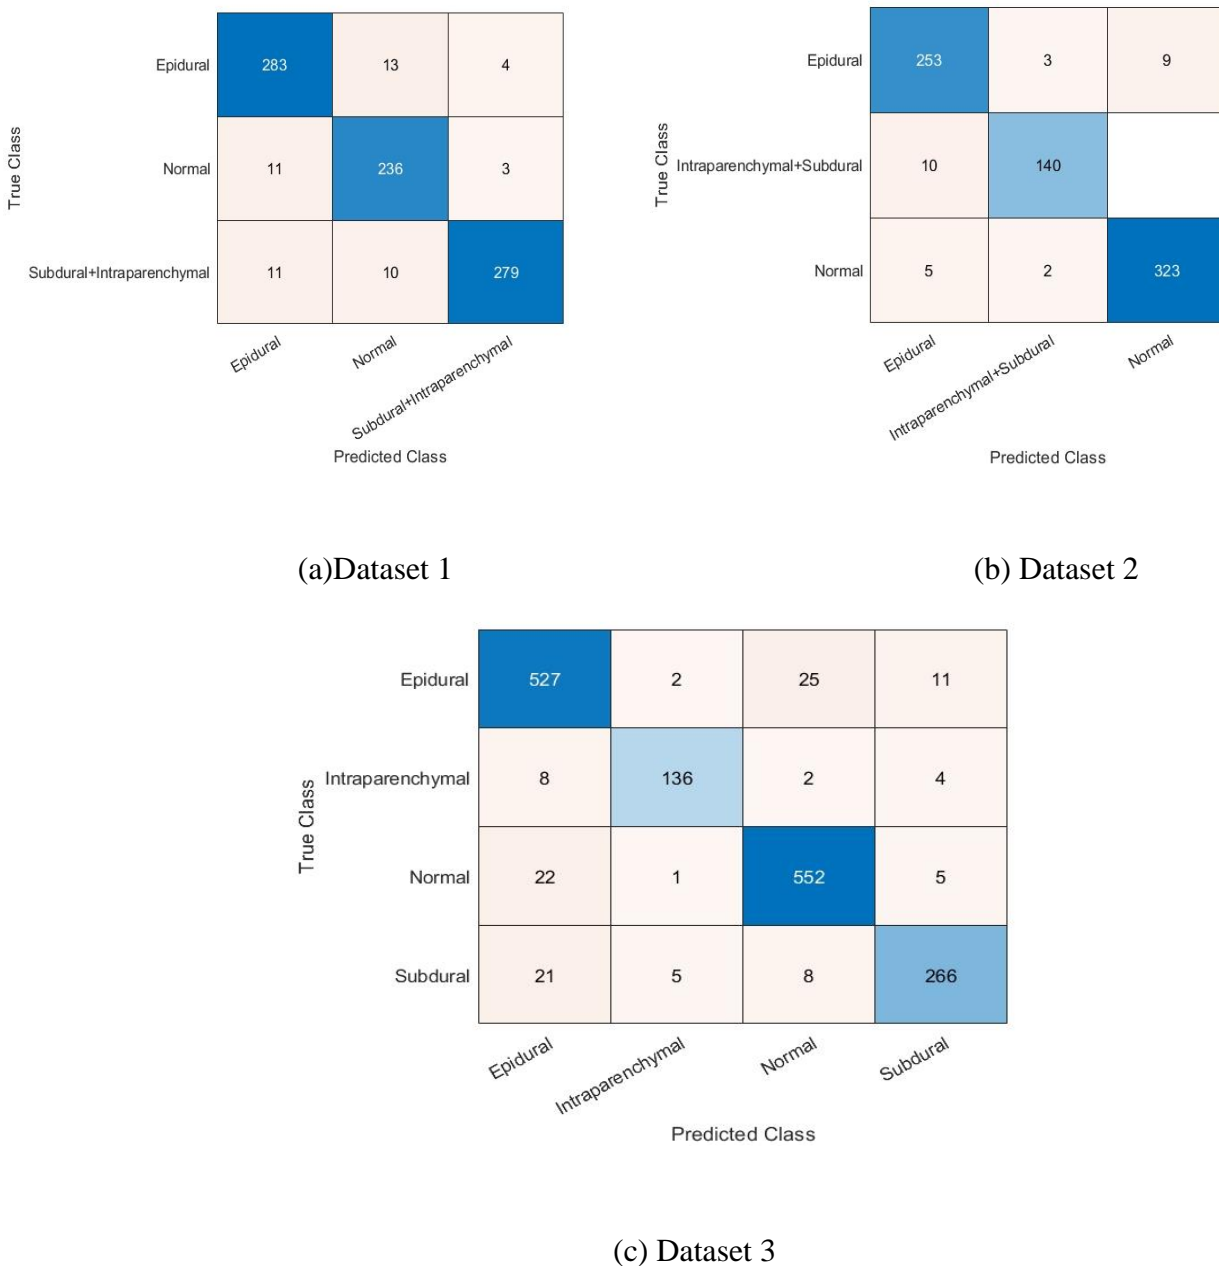 True Class
Epidural 283 13 4
Normal 11 236 3
Subdural+Intraparenchymal 11 10 279
Epidural Normal Subdural+Intraparenchymal
Predicted Class
(a)Dataset 1
True Class
Epidural 253 3 9
Intraparenchymal+Subdural 10 140
Normal 5 2 323
Epidural Intraparenchymal+Subdural Normal
Predicted Class
(b) Dataset 2
True Class
Epidural 527 2 25 11
Intraparenchymal 8 136 2 4
Normal 22 1 552 5
Subdural 21 5 8 266
Epidural Intraparenchymal Normal Subdural
Predicted Class
(c) Dataset 3